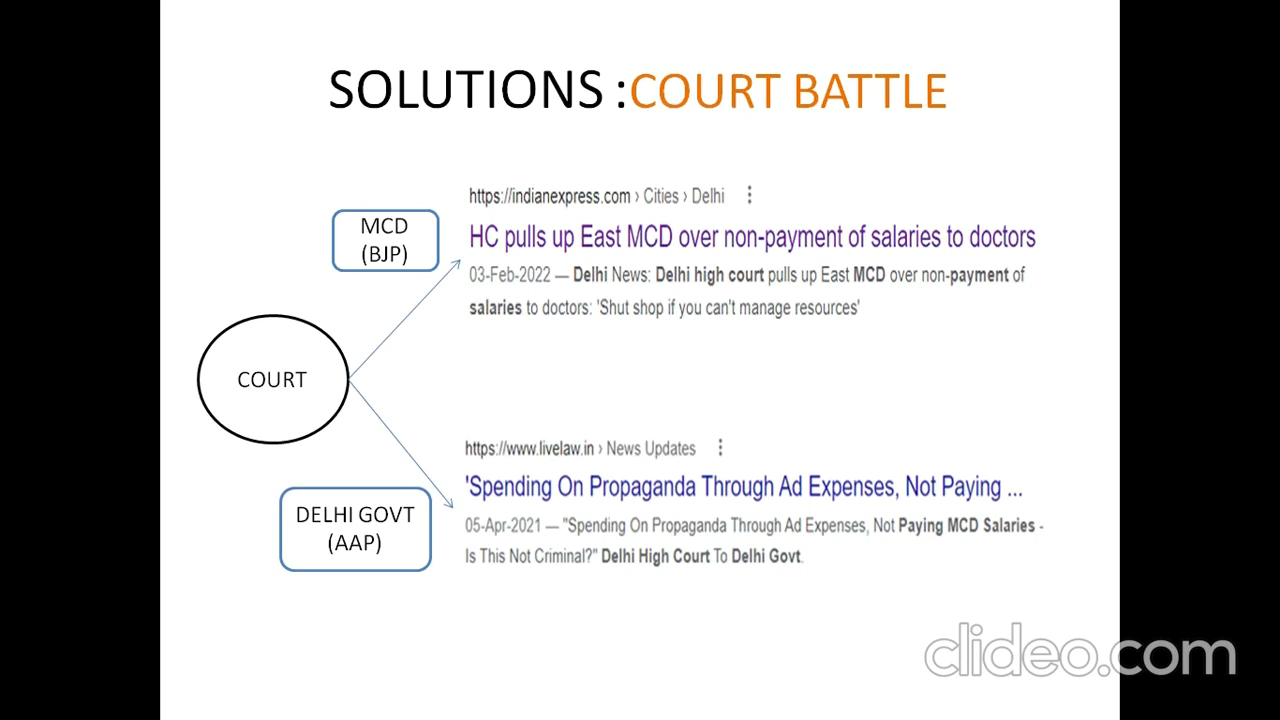 SOLUTIONS :COURT BATTLE
MCD
(BJP)
https://indianexpress.com › Cities › Delhi
HC pulls up East MCD over non-payment of salaries to doctors
03-Feb-2022 — Delhi News: Delhi high court pulls up East MCD over non-payment of
salaries to doctors: 'Shut shop if you can't manage resources'
COURT
DELHI GOVT
(AAP)
https://www.livelaw.in › News Updates
'Spending On Propaganda Through Ad Expenses, Not Paying ...
05-Apr-2021 — "Spending On Propaganda Through Ad Expenses, Not Paying MCD Salaries -
Is This Not Criminal?" Delhi High Court To Delhi Govt.
clideo.com